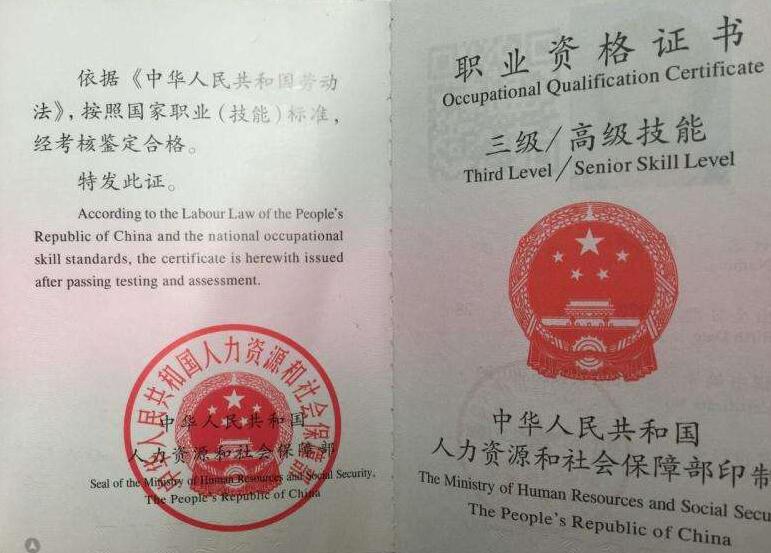 依据《中华人民共和国劳动
法》，按照国家职业（技能）标准，
经考核鉴定合格。
特发此证。
According to the Labour Law of the People's
Republic of China and the national occupational
skill standards, the certificate is herewith issued
after passing testing and assessment.
中华人民共和国人力资源和社会保障部
中华人民共和国
人力资源和社会保障部
Seal of the Ministry of Human Resources and Social Security,
The People's Republic of China
职业资格证书
Occupational Qualification Certificate
三级/高级技能
Third Level/Senior Skill Level
中华人民共和国
人力资源和社会保障部印制
The Ministry of Human Resources and Social Secu
The People's Republic of China